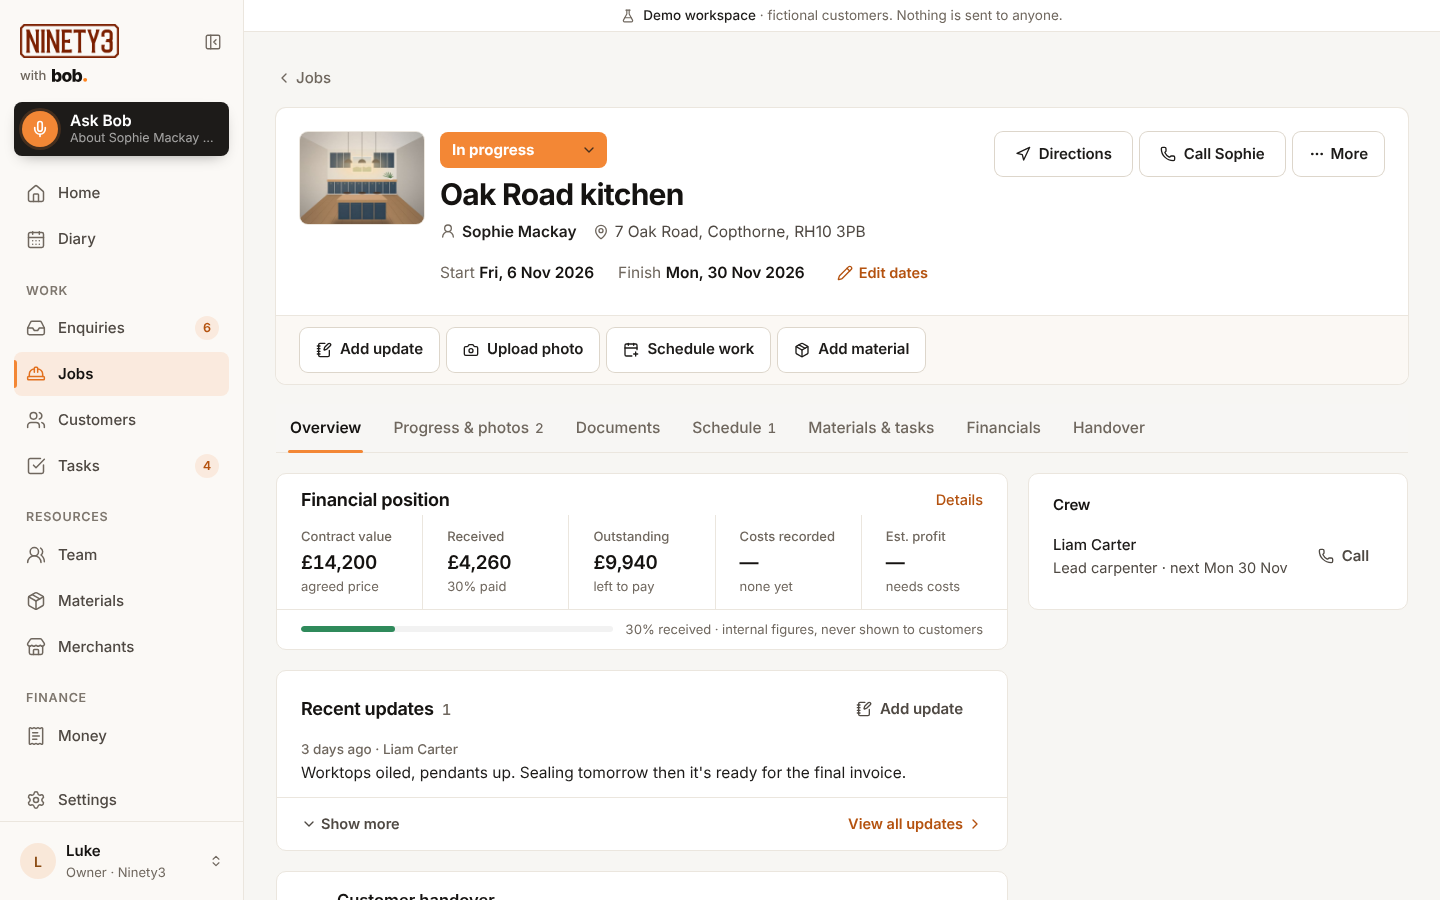 NINETY3
with bob.
Ask Bob
About Sophie Mackay ...
Home
Diary
WORK
Enquiries 6
Jobs
Customers
Tasks 4
RESOURCES
Team
Materials
Merchants
FINANCE
Money
Settings
L
Luke
Owner · Ninety3
Demo workspace · fictional customers. Nothing is sent to anyone.
Jobs
In progress
Oak Road kitchen
Sophie Mackay 7 Oak Road, Copthorne, RH10 3PB
Start Fri, 6 Nov 2026 Finish Mon, 30 Nov 2026 Edit dates
Directions Call Sophie More
Add update Upload photo Schedule work Add material
Overview Progress & photos 2 Documents Schedule 1 Materials & tasks Financials Handover
Financial position Details
Contract value Received Outstanding Costs recorded Est. profit
£14,200 £4,260 £9,940 — —
agreed price 30% paid left to pay none yet needs costs
30% received · internal figures, never shown to customers
Recent updates 1 Add update
3 days ago · Liam Carter
Worktops oiled, pendants up. Sealing tomorrow then it's ready for the final invoice.
Show more View all updates
Customer handover
Crew
Liam Carter
Lead carpenter · next Mon 30 Nov
Call